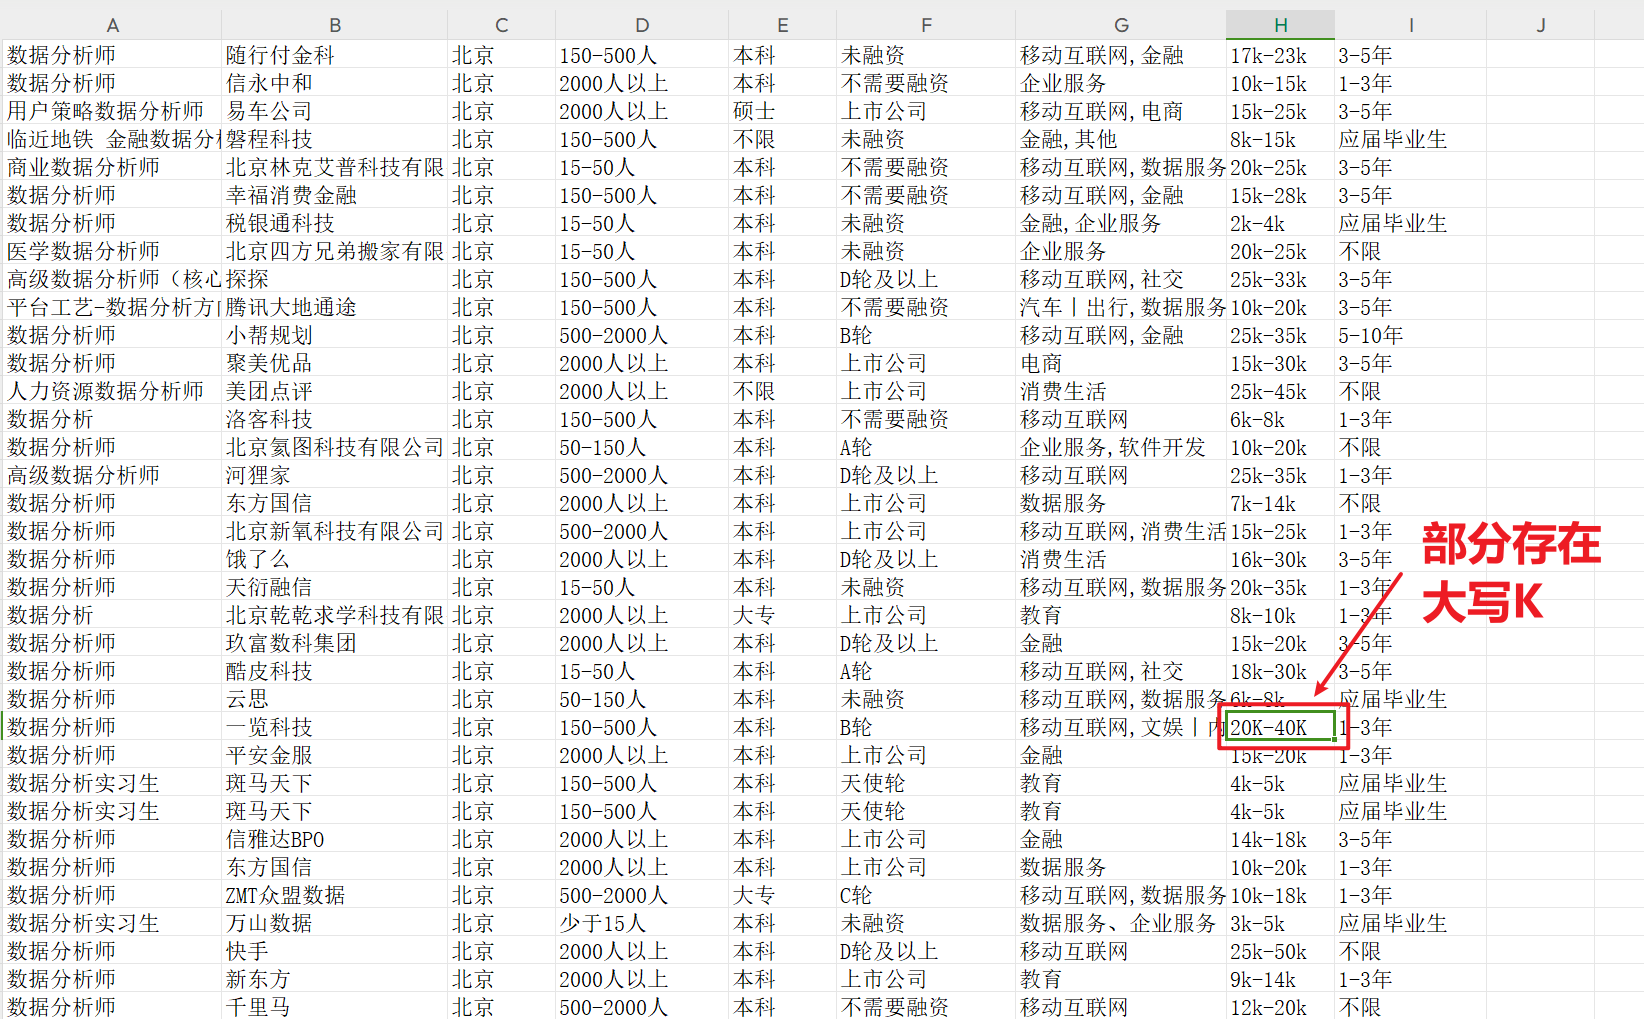 A B C D E F G H I J
数据分析师 随行付金科 北京 150-500人 本科 未融资 移动互联网,金融 17k-23k 3-5年
数据分析师 信永中和 北京 2000人以上 本科 不需要融资 企业服务 10k-15k 1-3年
用户策略数据分析师 易车公司 北京 2000人以上 硕士 上市公司 移动互联网,电商 15k-25k 3-5年
临近地铁 金融数据分 磐程科技 北京 150-500人 不限 未融资 金融,其他 8k-15k 应届毕业生
商业数据分析师 北京林克艾普科技有限 北京 15-50人 本科 不需要融资 移动互联网,数据服务 20k-25k 3-5年
数据分析师 幸福消费金融 北京 150-500人 本科 不需要融资 移动互联网,金融 15k-28k 3-5年
数据分析师 税银通科技 北京 15-50人 本科 未融资 金融,企业服务 2k-4k 应届毕业生
医学数据分析师 北京四方兄弟搬家有限 北京 15-50人 本科 未融资 企业服务 20k-25k 不限
高级数据分析师（核心 探探 北京 150-500人 本科 D轮及以上 移动互联网,社交 25k-33k 3-5年
平台工艺-数据分析方 腾讯大地通途 北京 150-500人 本科 不需要融资 汽车丨出行,数据服务 10k-20k 3-5年
数据分析师 小帮规划 北京 500-2000人 本科 B轮 移动互联网,金融 25k-35k 5-10年
数据分析师 聚美优品 北京 2000人以上 本科 上市公司 电商 15k-30k 3-5年
人力资源数据分析师 美团点评 北京 2000人以上 不限 上市公司 消费生活 25k-45k 不限
数据分析 洛客科技 北京 150-500人 本科 不需要融资 移动互联网 6k-8k 1-3年
数据分析师 北京氦图科技有限公司 北京 50-150人 本科 A轮 企业服务,软件开发 10k-20k 不限
高级数据分析师 河狸家 北京 500-2000人 本科 D轮及以上 移动互联网 25k-35k 1-3年
数据分析师 东方国信 北京 2000人以上 本科 上市公司 数据服务 7k-14k 不限
数据分析师 北京新氧科技有限公司 北京 500-2000人 本科 上市公司 移动互联网,消费生活 15k-25k 1-3年
数据分析师 饿了么 北京 2000人以上 本科 D轮及以上 消费生活 16k-30k 3-5年
数据分析师 天衍融信 北京 15-50人 本科 未融资 移动互联网,数据服务 20k-35k 1-3年
数据分析 北京乾乾求学科技有限 北京 2000人以上 大专 上市公司 教育 8k-10k 1-3年
数据分析师 玖富数科集团 北京 2000人以上 本科 D轮及以上 金融 15k-20k 3-5年
数据分析师 酷皮科技 北京 15-50人 本科 A轮 移动互联网,社交 18k-30k 3-5年
数据分析师 云思 北京 50-150人 本科 未融资 移动互联网,数据服务 6k-8k 应届毕业生
数据分析师 一览科技 北京 150-500人 本科 B轮 移动互联网,文娱丨内 20K-40K 1-3年
数据分析师 平安金服 北京 2000人以上 本科 上市公司 金融 15k-20k 1-3年
数据分析实习生 斑马天下 北京 150-500人 本科 天使轮 教育 4k-5k 应届毕业生
数据分析实习生 斑马天下 北京 150-500人 本科 天使轮 教育 4k-5k 应届毕业生
数据分析师 信雅达BPO 北京 2000人以上 本科 上市公司 金融 14k-18k 3-5年
数据分析师 东方国信 北京 2000人以上 本科 上市公司 数据服务 10k-20k 1-3年
数据分析师 ZMT众盟数据 北京 500-2000人 大专 C轮 移动互联网,数据服务 10k-18k 1-3年
数据分析实习生 万山数据 北京 少于15人 本科 未融资 数据服务、企业服务 3k-5k 应届毕业生
数据分析师 快手 北京 2000人以上 本科 D轮及以上 移动互联网 25k-50k 不限
数据分析师 新东方 北京 2000人以上 本科 上市公司 教育 9k-14k 1-3年
数据分析师 千里马 北京 500-2000人 本科 不需要融资 移动互联网 12k-20k 不限
部分存在
大写K